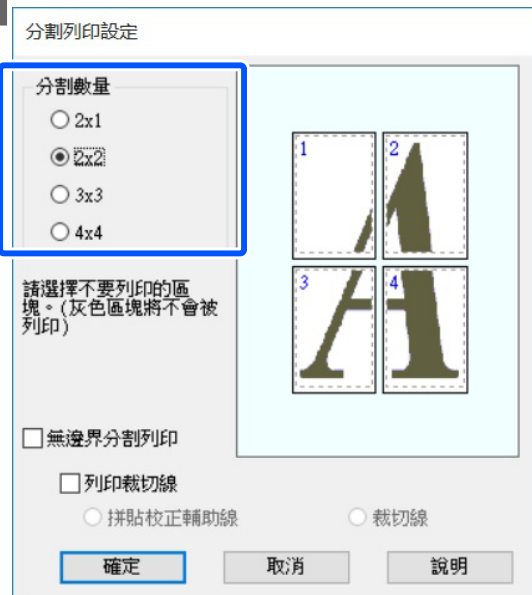 分割列印設定
分割數量
2x1
2x2
3x3
4x4
請選擇不要列印的區
塊。(灰色區塊將不會被
列印)
1
2
3
4
A
無邊界分割列印
列印裁切線
拼貼校正輔助線
裁切線
確定
取消
說明